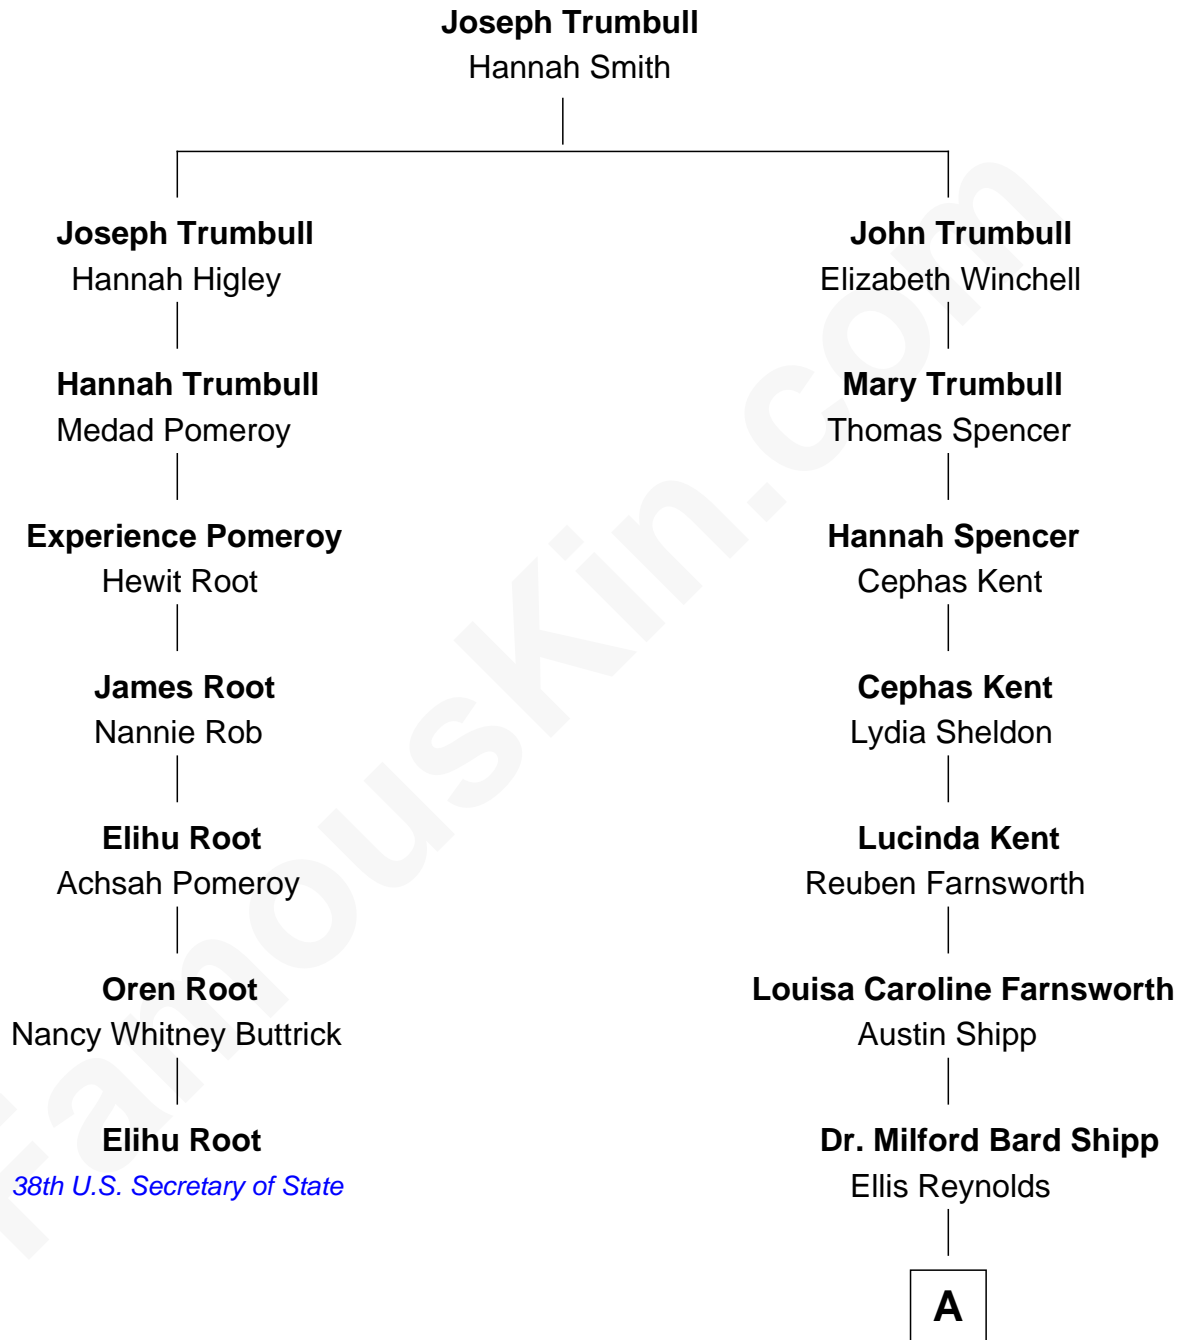 Joseph Trumbull
Hannah Smith
Joseph Trumbull
Hannah Higley
Hannah Trumbull
Medad Pomeroy
Experience Pomeroy
Hewit Root
James Root
Nannie Rob
Elihu Root
Achsah Pomeroy
Oren Root
Nancy Whitney Buttrick
Elihu Root
38th U.S. Secretary of State
John Trumbull
Elizabeth Winchell
Mary Trumbull
Thomas Spencer
Hannah Spencer
Cephas Kent
Cephas Kent
Lydia Sheldon
Lucinda Kent
Reuben Farnsworth
Louisa Caroline Farnsworth
Austin Shipp
Dr. Milford Bard Shipp
Ellis Reynolds
A
FamousKin.com